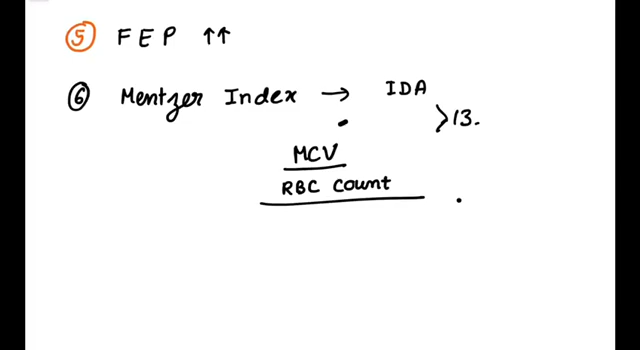 ⑤ FEP ↑↑
⑥ Mentzer Index → IDA
>13.
MCV
RBC Count